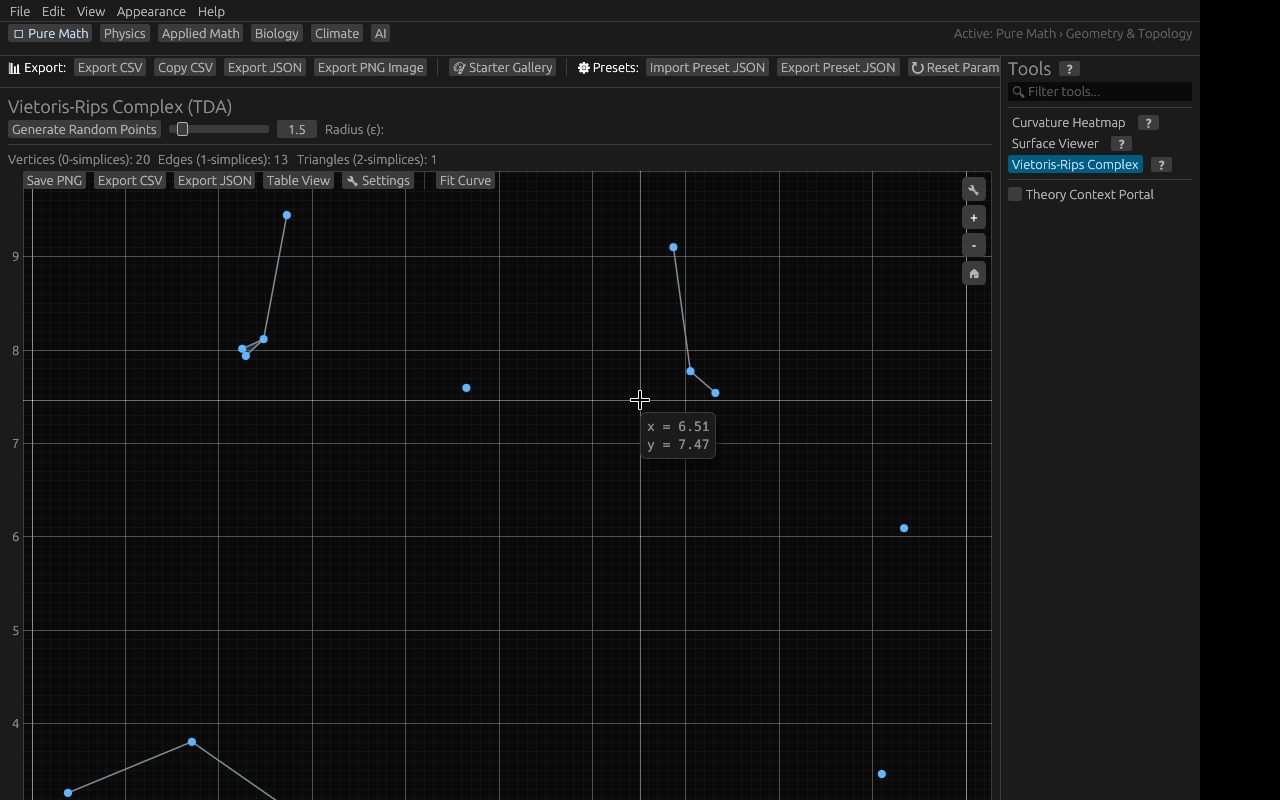 File Edit View Appearance Help
Pure Math Physics Applied Math Biology Climate AI Active: Pure Math › Geometry & Topology
Export: Export CSV Copy CSV Export JSON Export PNG Image Starter Gallery Presets: Import Preset JSON Export Preset JSON Reset Param
Tools ?
Filter tools...
Curvature Heatmap ?
Surface Viewer ?
Vietoris-Rips Complex ?
Theory Context Portal
Vietoris-Rips Complex (TDA)
Generate Random Points 1.5 Radius (ε):
Vertices (0-simplices): 20 Edges (1-simplices): 13 Triangles (2-simplices): 1
Save PNG Export CSV Export JSON Table View Settings Fit Curve
+
-
9
8
7
6
5
4
x = 6.51
y = 7.47